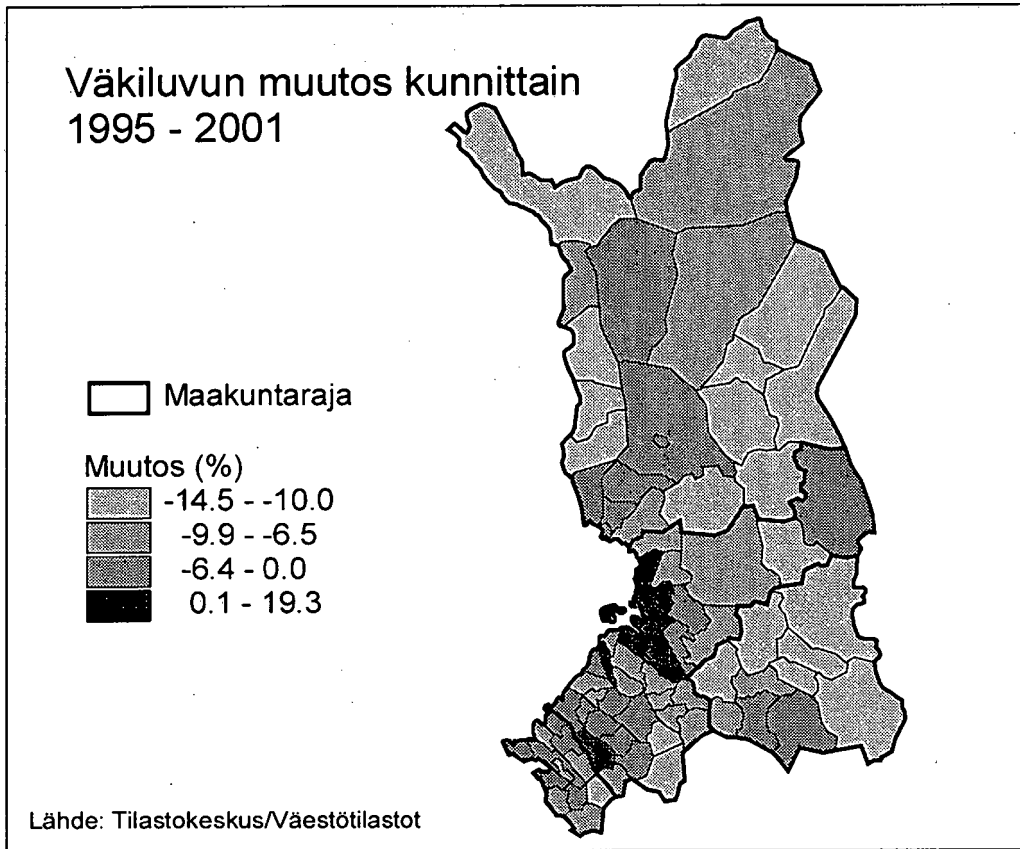 Väkiluvun muutos kunnittain
1995 - 2001
Maakuntaraja
Muutos (%)
-14.5 - -10.0
-9.9 - -6.5
-6.4 - 0.0
0.1 - 19.3
Lähde: Tilastokeskus/Väestötilastot